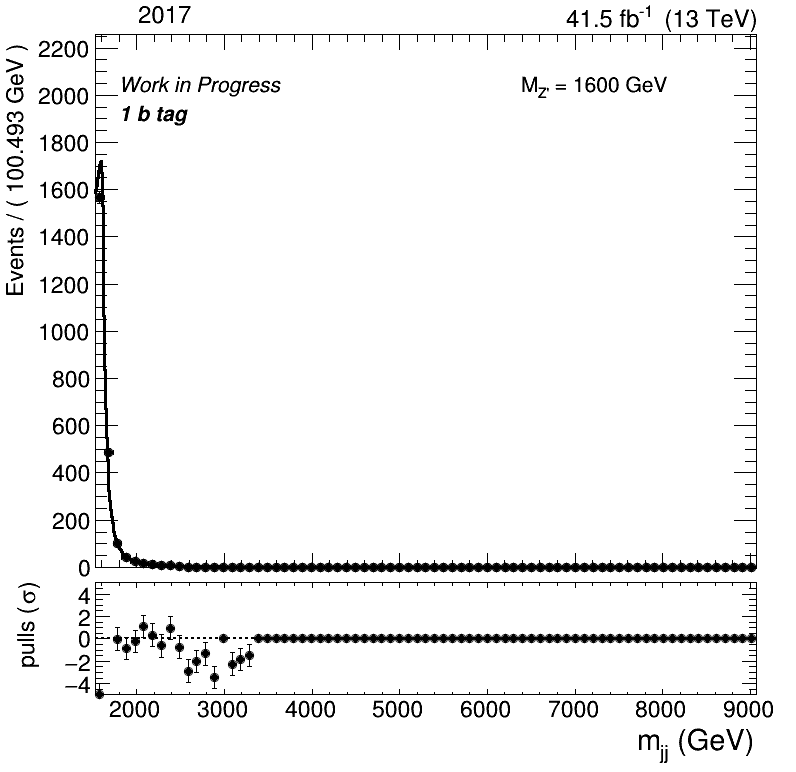 2017 41.5 fb⁻¹ (13 TeV)
Events / ( 100.493 GeV )
2200
2000
1800
1600
1400
1200
1000
800
600
400
200
0
Work in Progress
1 b tag
M_Z' = 1600 GeV
pulls (σ)
4
2
0
−2
−4
2000 3000 4000 5000 6000 7000 8000 9000
m_jj (GeV)